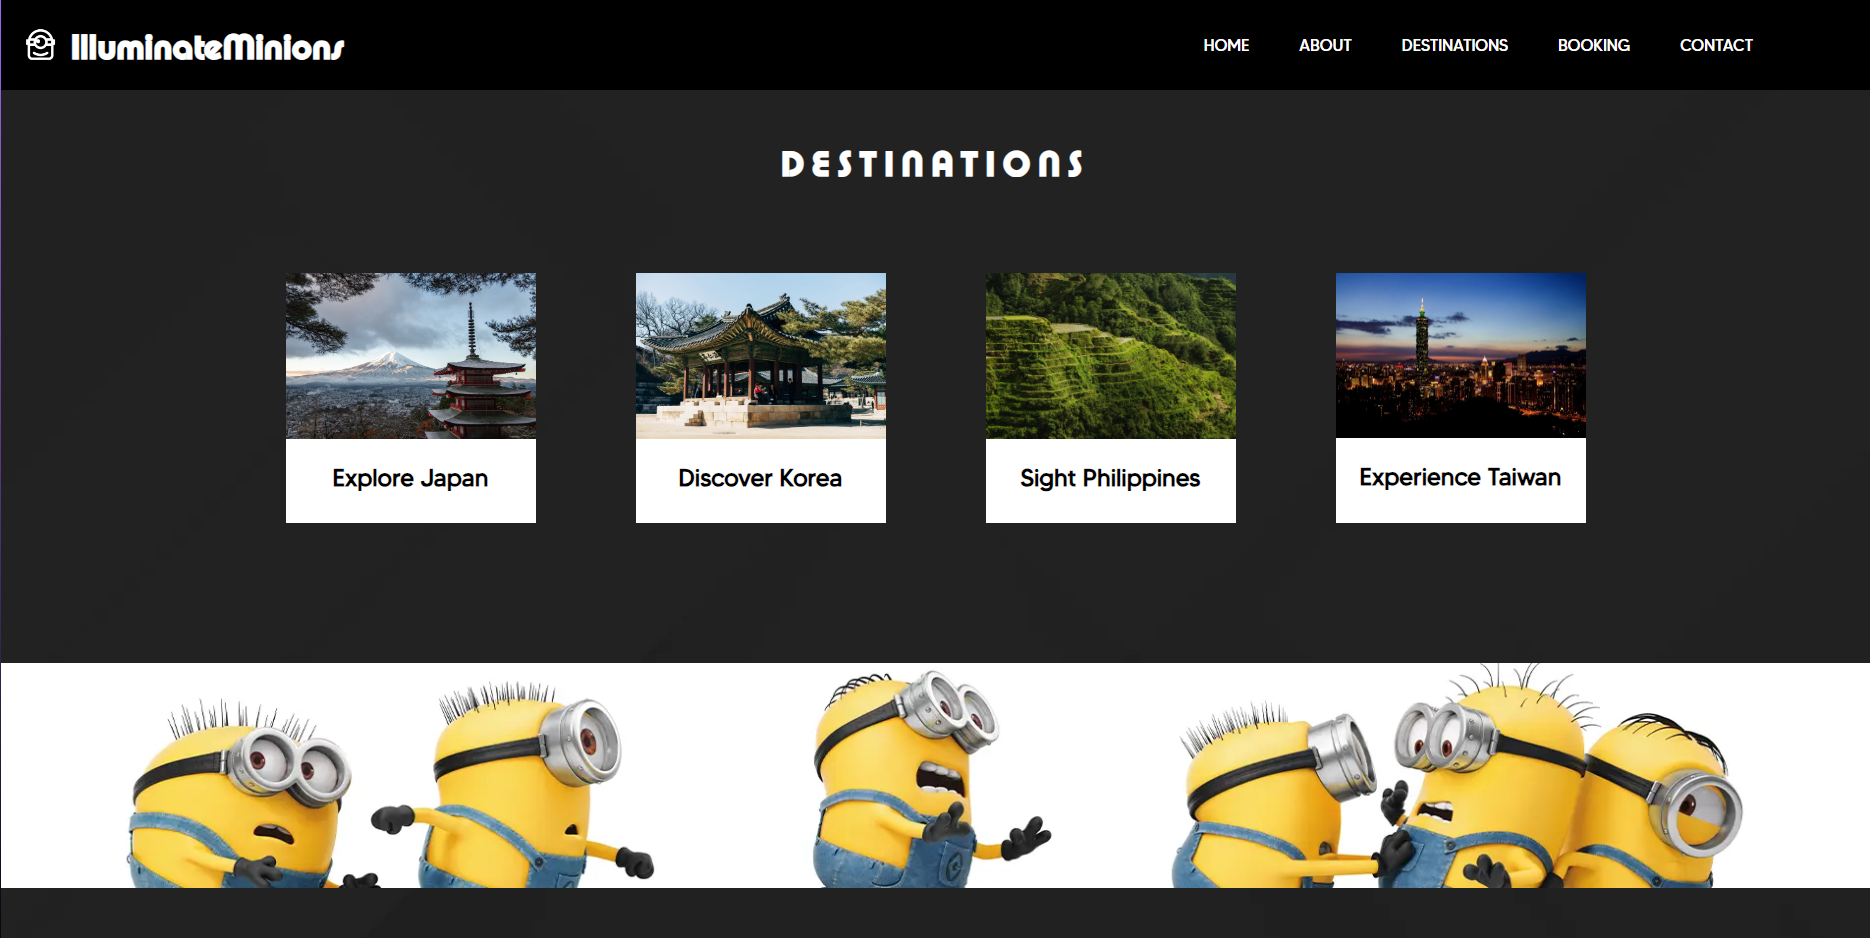 IlluminateMinions
HOME ABOUT DESTINATIONS BOOKING CONTACT
DESTINATIONS
Explore Japan
Discover Korea
Sight Philippines
Experience Taiwan